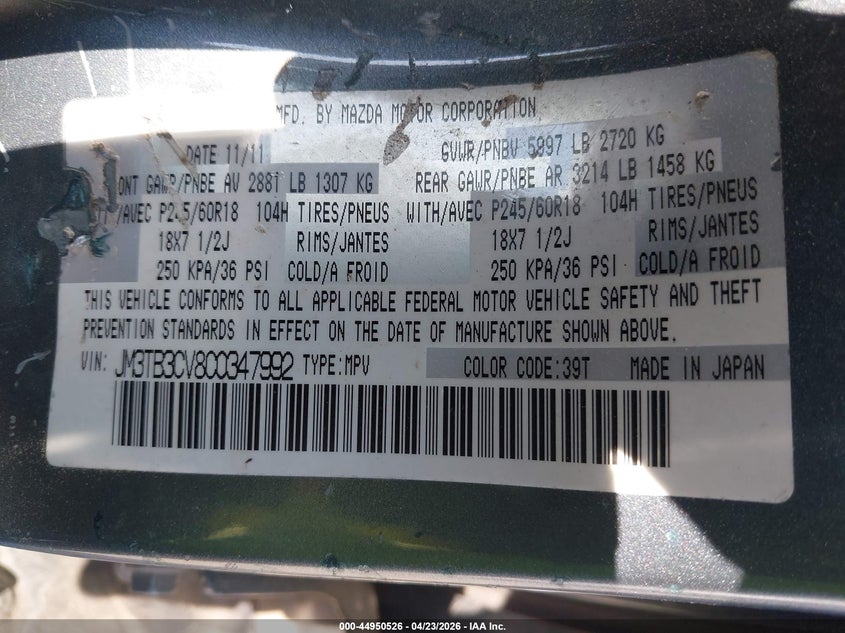 MFD. BY MAZDA MOTOR CORPORATION
DATE 11/11 GVWR/PNBV 5997 LB 2720 KG
ONT GAWR/PNBE AV 2881 LB 1307 KG REAR GAWR/PNBE AR 3214 LB 1458 KG
/AVEC P245/60R18 104H TIRES/PNEUS WITH/AVEC P245/60R18 104H TIRES/PNEUS
18X7 1/2J RIMS/JANTES 18X7 1/2J RIMS/JANTES
250 KPA/36 PSI COLD/A FROID 250 KPA/36 PSI COLD/A FROID
THIS VEHICLE CONFORMS TO ALL APPLICABLE FEDERAL MOTOR VEHICLE SAFETY AND THEFT
PREVENTION STANDARDS IN EFFECT ON THE DATE OF MANUFACTURE SHOWN ABOVE.
VIN: JM3TB3CV8C0347992 TYPE:MPV COLOR CODE:39T MADE IN JAPAN
000-44950526 - 04/23/2026 - IAA Inc.